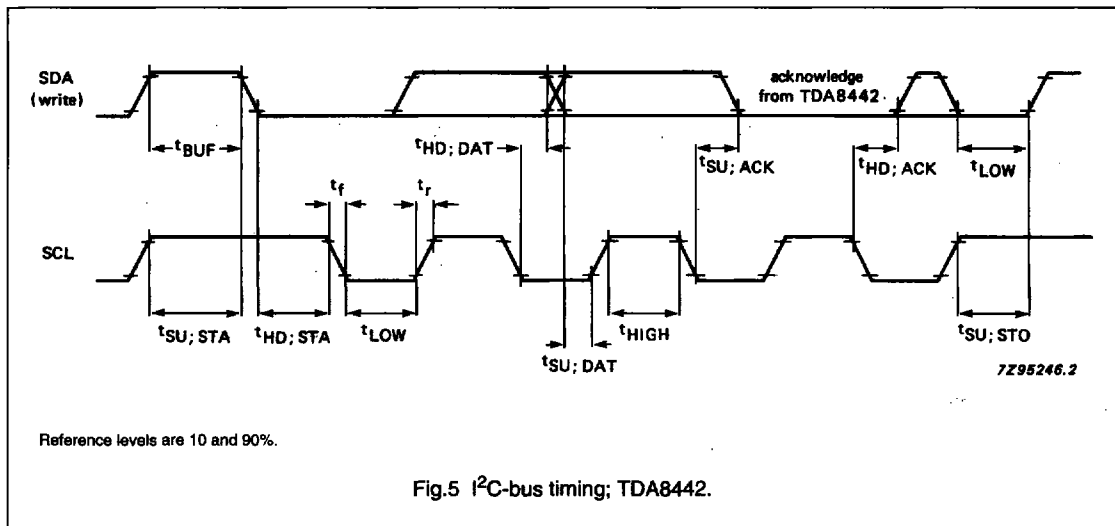 SDA
(write)
acknowledge
from TDA8442
tBUF
tHD; DAT
tSU; ACK
tHD; ACK
tLOW
tf
tr
SCL
tSU; STA
tHD; STA
tLOW
tSU; DAT
tHIGH
tSU; STO
7Z95246.2
Reference levels are 10 and 90%.
Fig.5 I²C-bus timing; TDA8442.